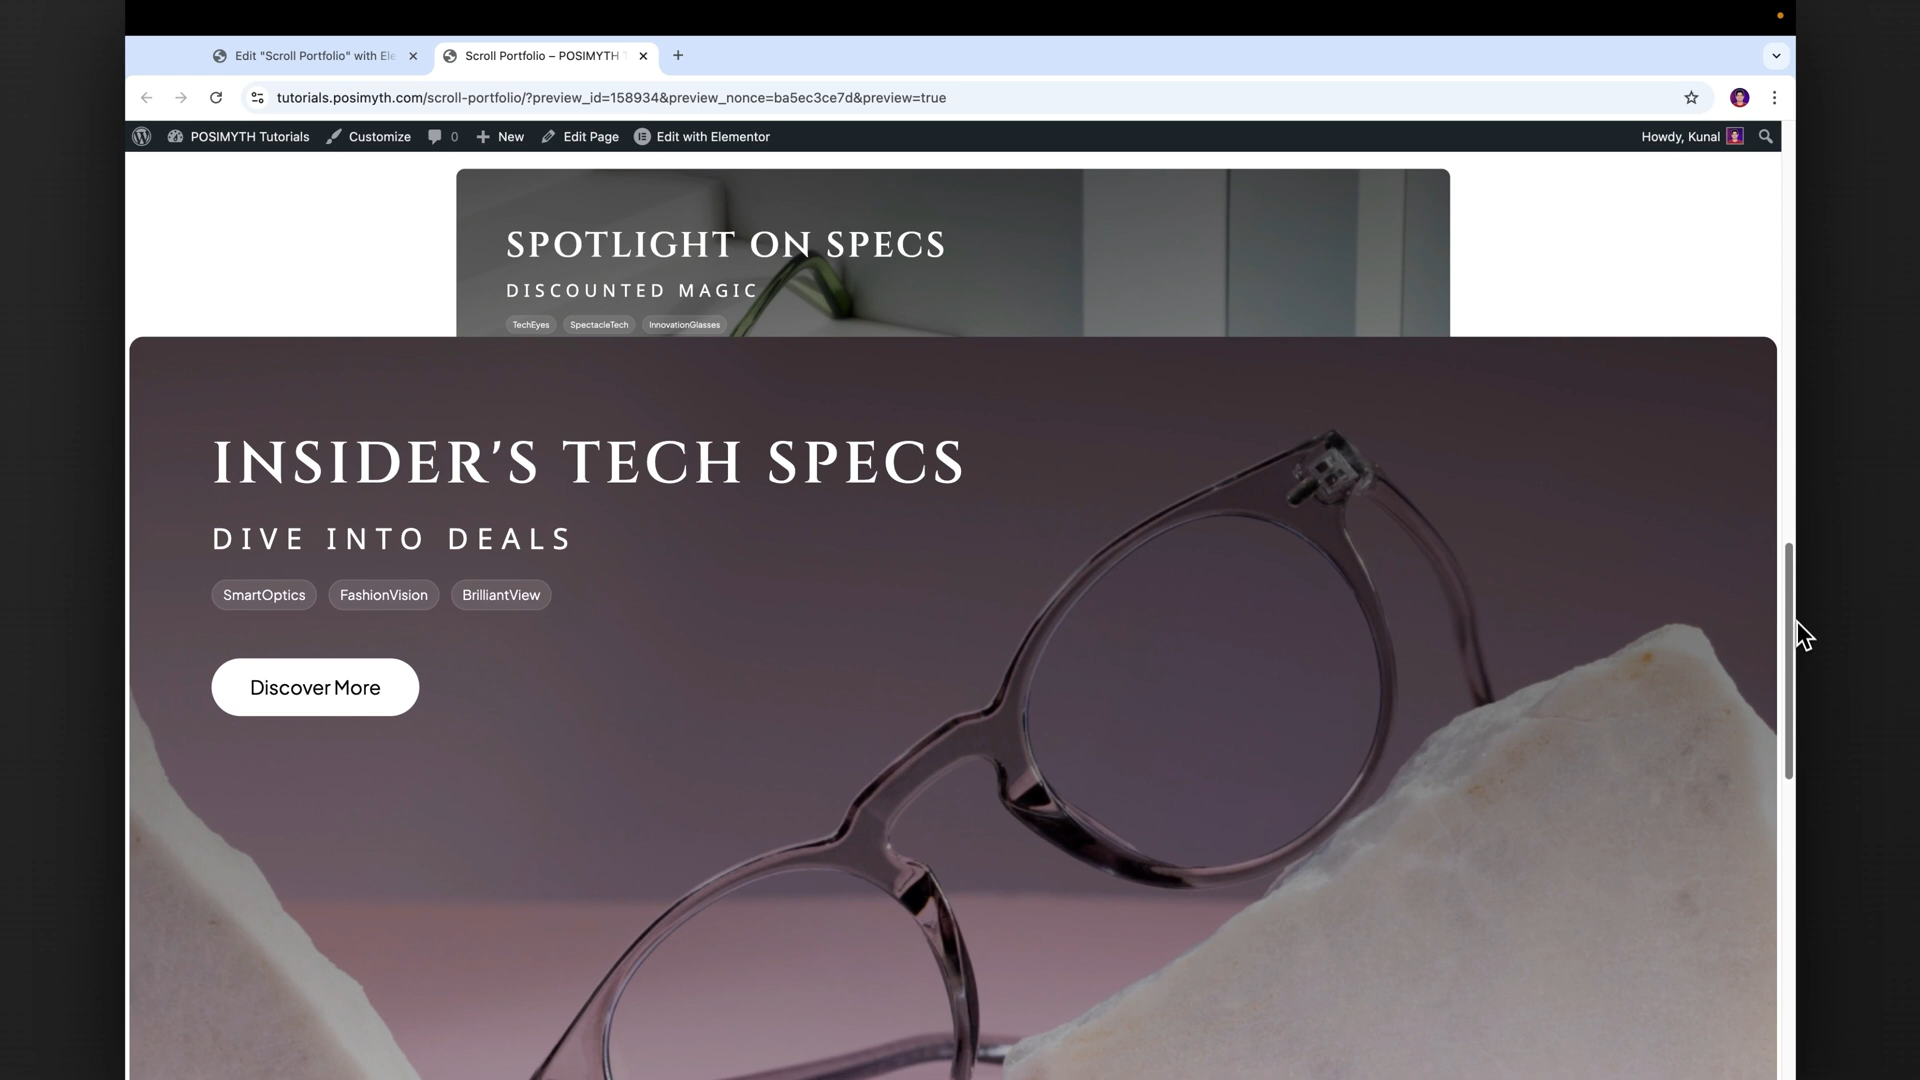 Edit "Scroll Portfolio" with Ele
Scroll Portfolio – POSIMYTH T
tutorials.posimyth.com/scroll-portfolio/?preview_id=158934&preview_nonce=ba5ec3ce7d&preview=true
POSIMYTH Tutorials Customize 0 New Edit Page Edit with Elementor Howdy, Kunal
SPOTLIGHT ON SPECS
DISCOUNTED MAGIC
TechEyes SpectacleTech InnovationGlasses
INSIDER'S TECH SPECS
DIVE INTO DEALS
SmartOptics FashionVision BrilliantView
Discover More